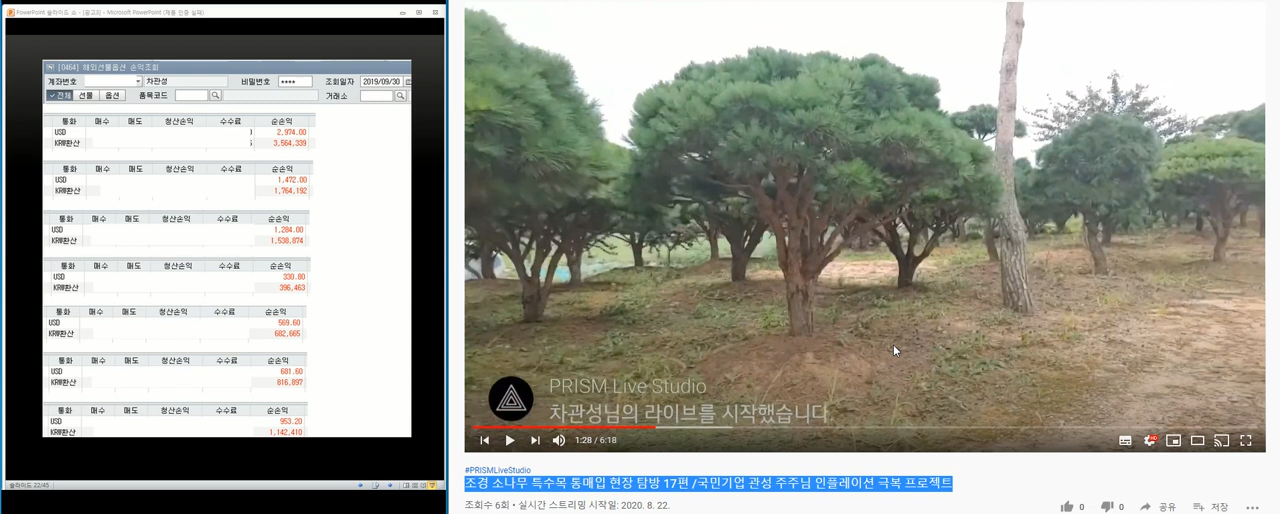 PowerPoint 슬라이드 쇼 - [광고3] - Microsoft PowerPoint (제품 인증 실패)
[0464] 해외선물옵션 손익조회
계좌번호 차관성 비밀번호 **** 조회일자 2019/09/30
전체 선물 옵션 품목코드 거래소
통화 매수 매도 청산손익 수수료 순손익
USD 2,974.00
KRW환산 3,564,339
통화 매수 매도 청산손익 수수료 순손익
USD 1,472.00
KRW환산 1,764,192
통화 매수 매도 청산손익 수수료 순손익
USD 1,284.00
KRW환산 1,538,874
통화 매수 매도 청산손익 수수료 순손익
USD 330.80
KRW환산 396,463
통화 매수 매도 청산손익 수수료 순손익
USD 569.60
KRW환산 682,665
통화 매수 매도 청산손익 수수료 순손익
USD 681.60
KRW환산 816,897
통화 매수 매도 청산손익 수수료 순손익
USD 953.20
KRW환산 1,142,410
슬라이드 22/45
PRISM Live Studio
차관성님의 라이브를 시작했습니다
1:28 / 6:18
HD
#PRISMLiveStudio
조경 소나무 특수목 통매입 현장 탐방 17편 /국민기업 관성 주주님 인플레이션 극복 프로젝트
조회수 6회 • 실시간 스트리밍 시작일: 2020. 8. 22.
0 0 공유 저장